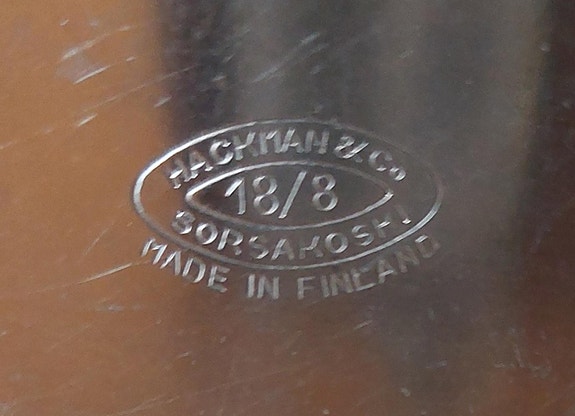 HACKMAN & Co
18/8
SORSAKOSKI
MADE IN FINLAND